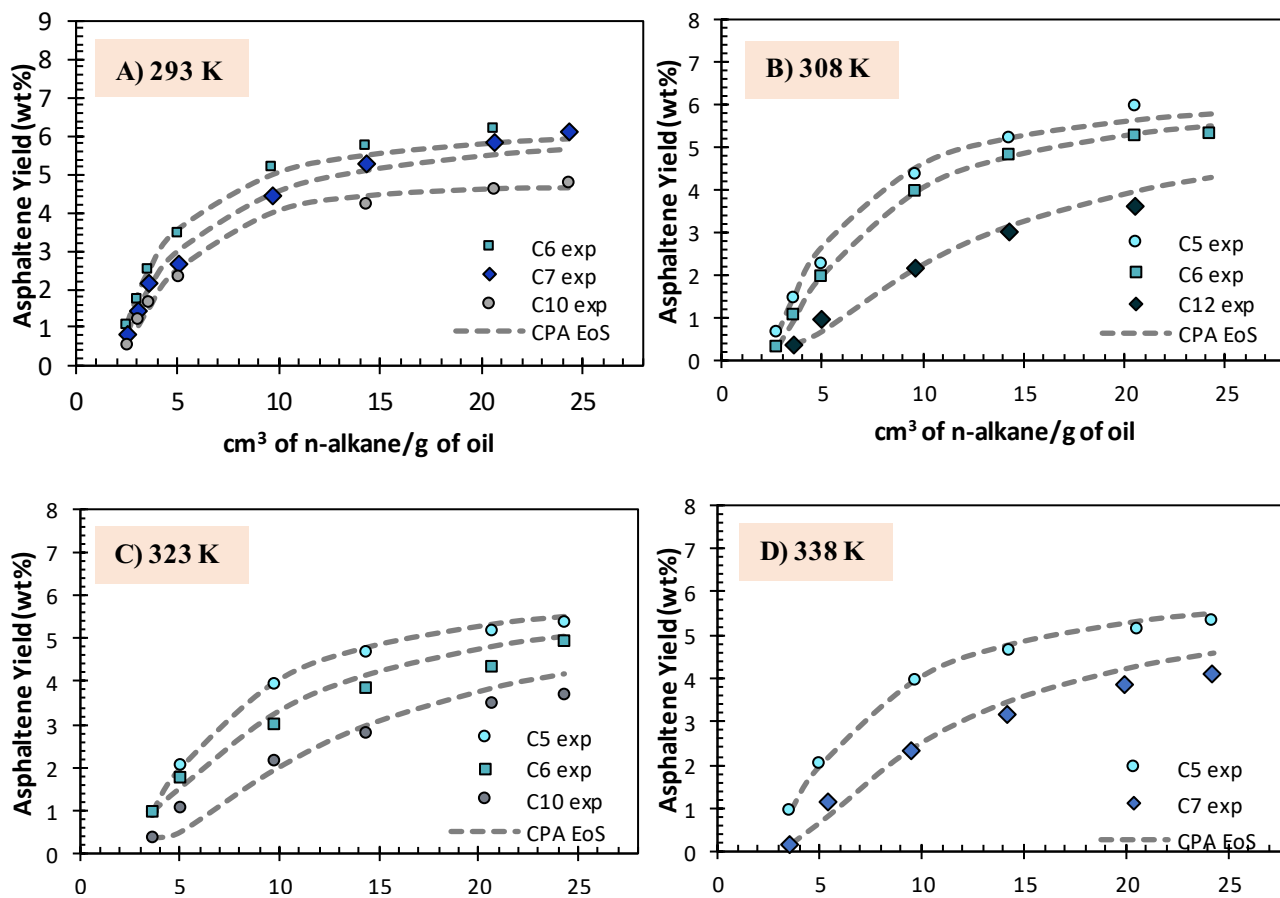 A) 293 K
Asphaltene Yield (wt%)
9
8
7
6
5
4
3
2
1
0
C6 exp
C7 exp
C10 exp
CPA EoS
0 5 10 15 20 25
cm³ of n-alkane/g of oil
B) 308 K
Asphaltene Yield (wt%)
8
7
6
5
4
3
2
1
0
C5 exp
C6 exp
C12 exp
CPA EoS
0 5 10 15 20 25
cm³ of n-alkane/g of oil
C) 323 K
Asphaltene Yield (wt%)
8
7
6
5
4
3
2
1
0
C5 exp
C6 exp
C10 exp
CPA EoS
0 5 10 15 20 25
D) 338 K
Asphaltene Yield (wt%)
8
7
6
5
4
3
2
1
0
C5 exp
C7 exp
CPA EoS
0 5 10 15 20 25